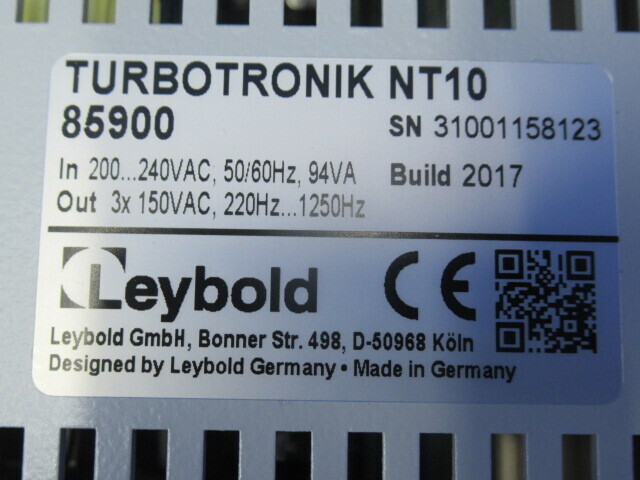 TURBOTRONIK NT10
85900 SN 31001158123
In 200...240VAC, 50/60Hz, 94VA Build 2017
Out 3x 150VAC, 220Hz...1250Hz
Leybold CE
Leybold GmbH, Bonner Str. 498, D-50968 Köln
Designed by Leybold Germany • Made in Germany